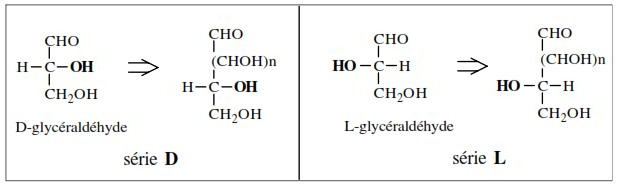 CHO
H–C–OH
CH₂OH
D-glycéraldéhyde
CHO
(CHOH)n
H–C–OH
CH₂OH
série D
CHO
HO–C–H
CH₂OH
L-glycéraldéhyde
CHO
(CHOH)n
HO–C–H
CH₂OH
série L